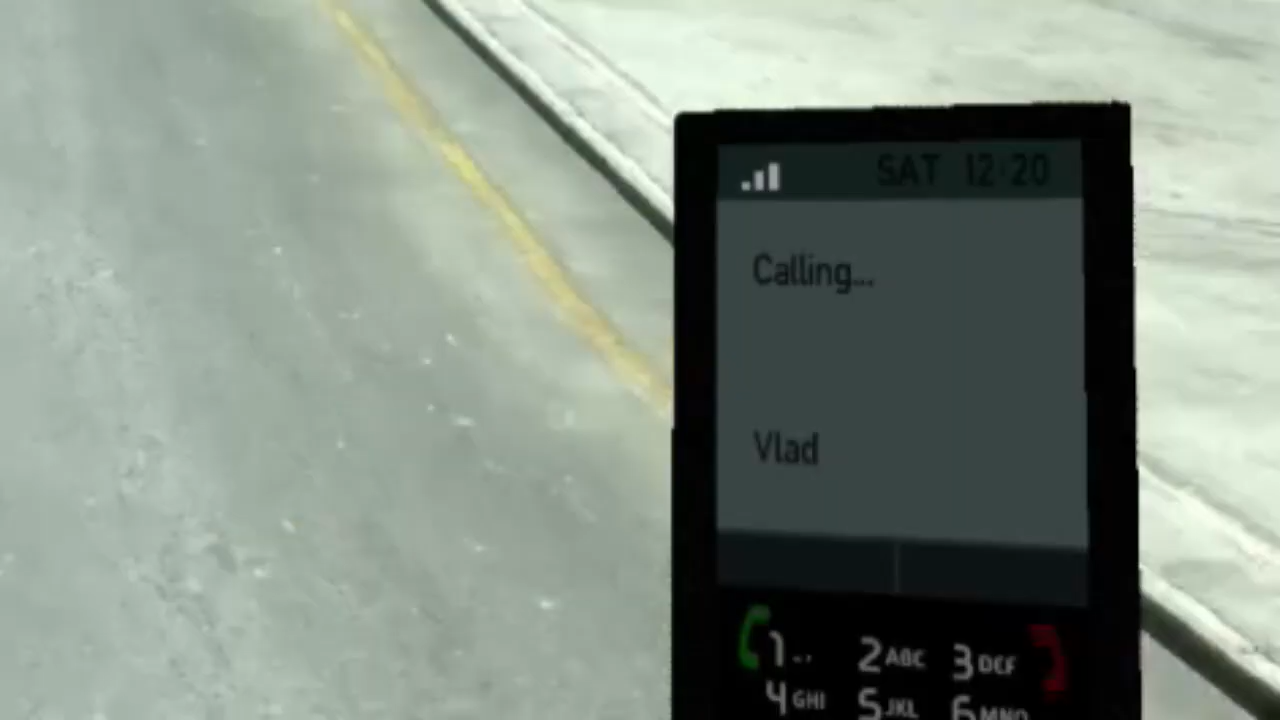 SAT 12:20
Calling...
Vlad
1 2 ABC 3 DEF
4 GHI 5 JKL 6 MNO